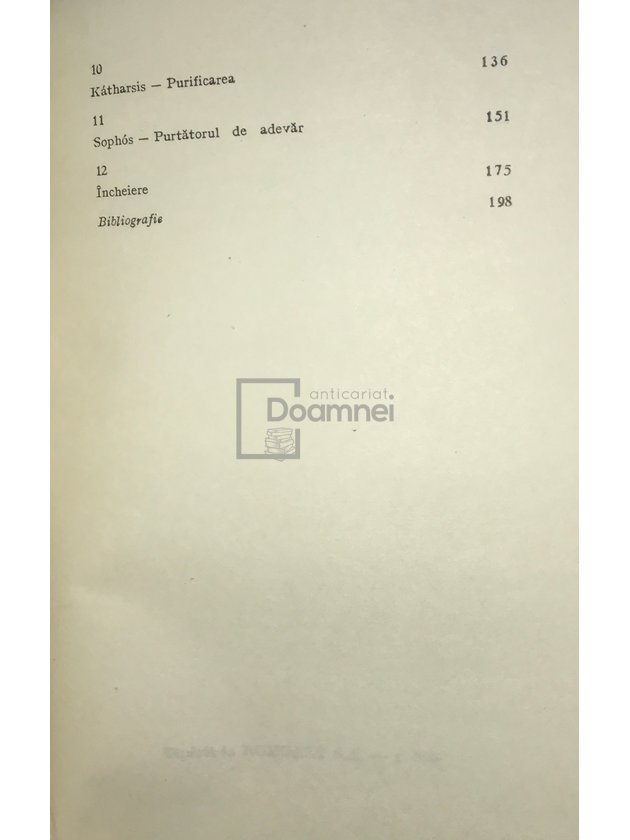 10
Kátharsis — Purificarea 136
11
Sophós — Purtătorul de adevăr 151
12
Încheiere 175
Bibliografie 198
anticariat
Doamnei